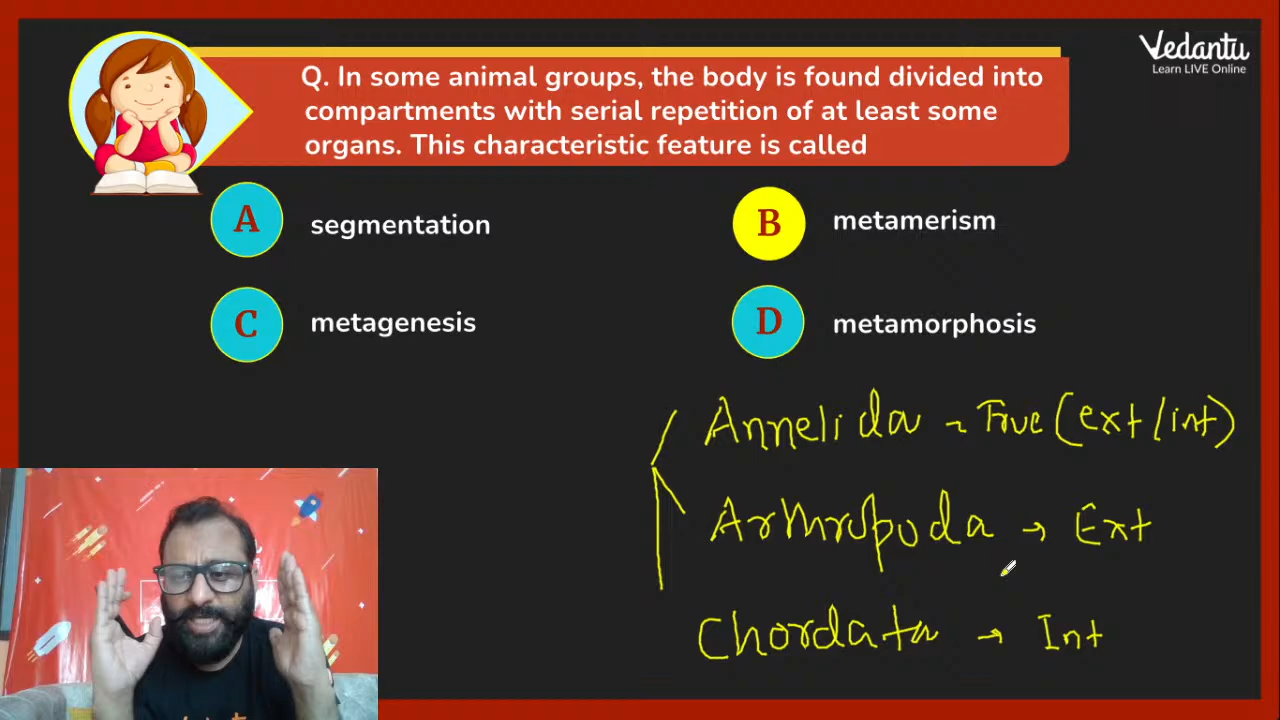 Vedantu
Learn LIVE Online
Q. In some animal groups, the body is found divided into
compartments with serial repetition of at least some
organs. This characteristic feature is called
A segmentation
B metamerism
C metagenesis
D metamorphosis
Annelida → True (ext/int)
Arthropoda → Ext
Chordata → Int